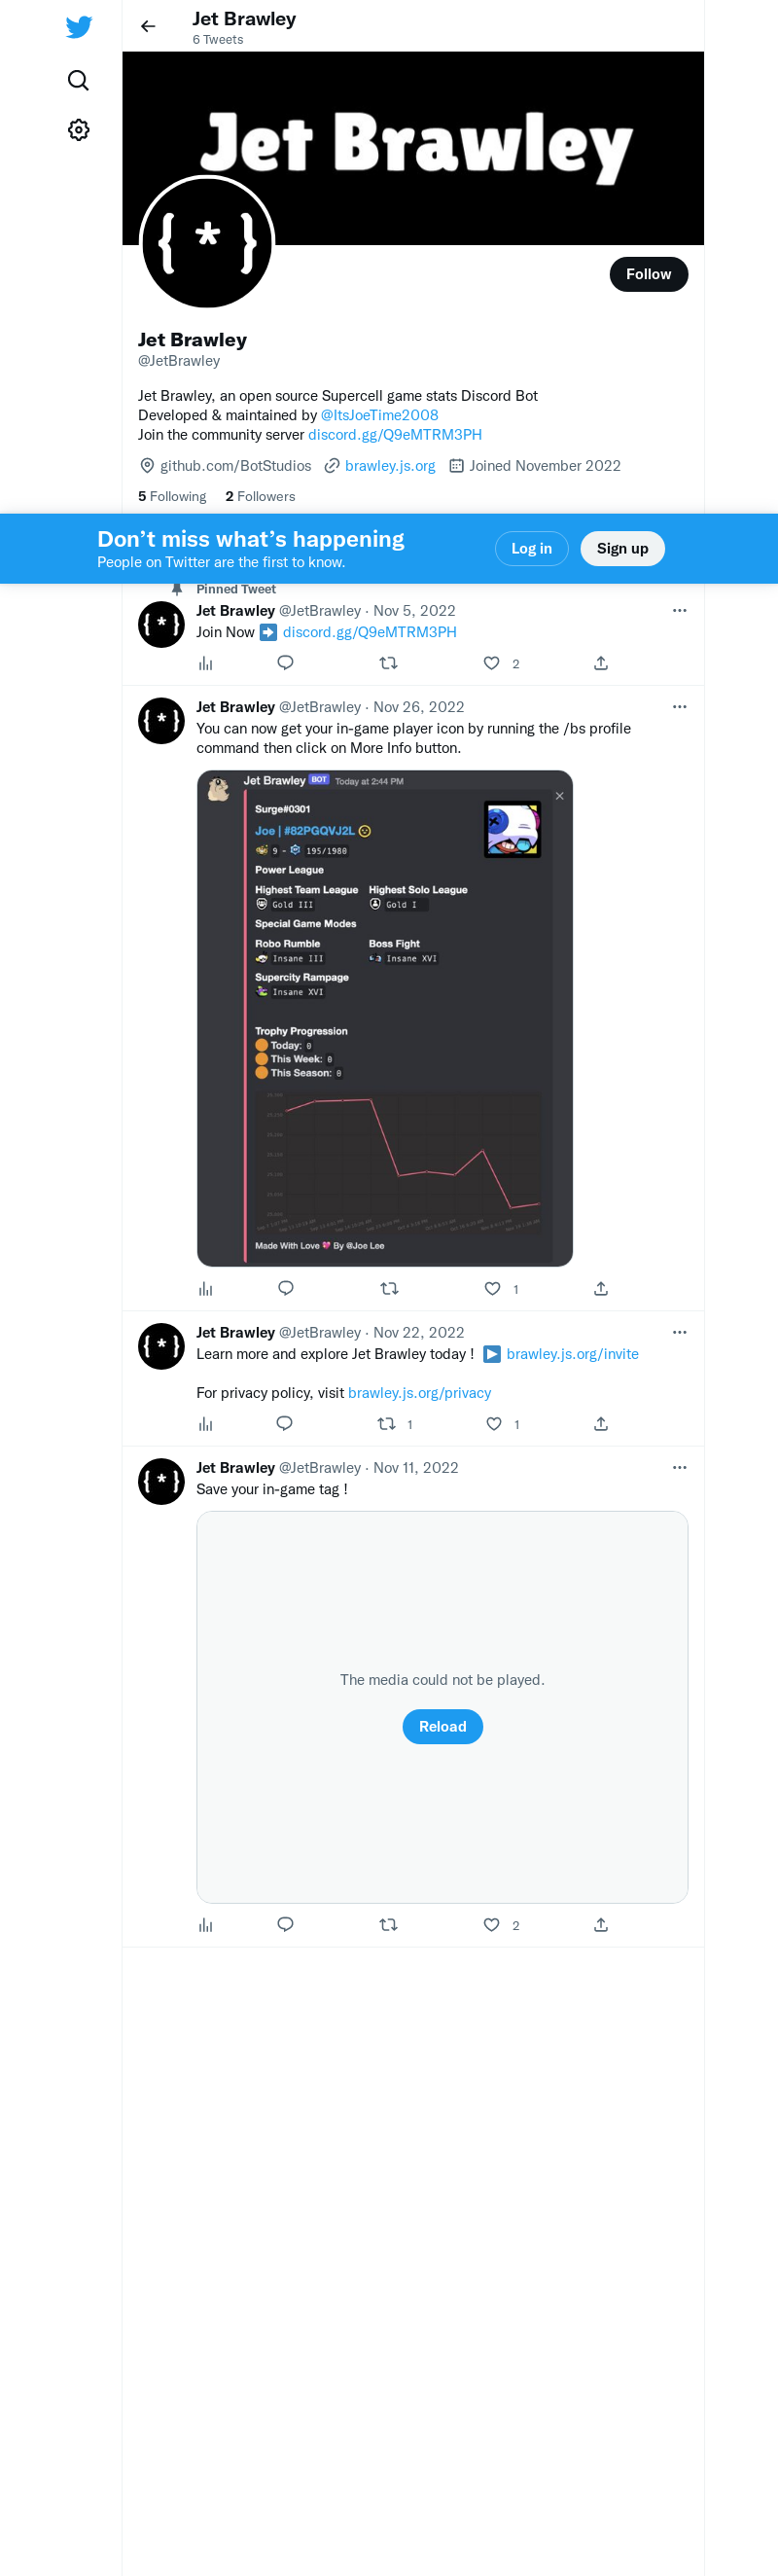 Jet Brawley
6 Tweets
Jet Brawley
{ * }
Follow
Jet Brawley
@JetBrawley
Jet Brawley, an open source Supercell game stats Discord Bot
Developed & maintained by @ItsJoeTime2008
Join the community server discord.gg/Q9eMTRM3PH
github.com/BotStudios brawley.js.org Joined November 2022
5 Following 2 Followers
Don’t miss what’s happening
People on Twitter are the first to know.
Log in Sign up
Pinned Tweet
Jet Brawley @JetBrawley · Nov 5, 2022
{ * }
Join Now ➡️ discord.gg/Q9eMTRM3PH
2
Jet Brawley @JetBrawley · Nov 26, 2022
{ * }
You can now get your in-game player icon by running the /bs profile
command then click on More Info button.
Jet Brawley BOT Today at 2:44 PM
Surge#0301
Joe | #82PGQVJ2L
9 - 195/1980
Power League
Highest Team League Highest Solo League
Gold III Gold I
Special Game Modes
Robo Rumble Boss Fight
Insane III Insane XVI
Supercity Rampage
Insane XVI
Trophy Progression
Today: 0
This Week: 0
This Season: 0
Made With Love 💖 By @Joe Lee
1
Jet Brawley @JetBrawley · Nov 22, 2022
{ * }
Learn more and explore Jet Brawley today ! ▶️ brawley.js.org/invite
For privacy policy, visit brawley.js.org/privacy
1 1
Jet Brawley @JetBrawley · Nov 11, 2022
{ * }
Save your in-game tag !
The media could not be played.
Reload
2